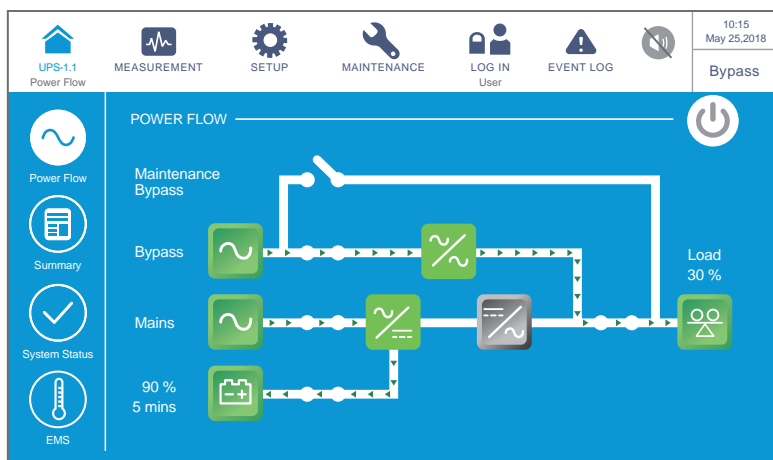 10:15
May 25,2018
UPS-1.1
MEASUREMENT
SETUP
MAINTENANCE
LOG IN
EVENT LOG
Power Flow
User
Bypass
POWER FLOW
Power Flow
Maintenance
Bypass
Bypass
Load
30 %
Summary
Mains
System Status
90 %
5 mins
EMS